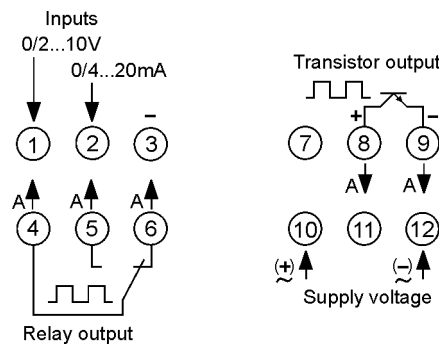 Inputs
0/2...10V
0/4...20mA
Transistor output
–
+ –
1 2 3 7 8 9
A A A A A
4 5 6 10 11 12
(+) (–)
~ ~
Supply voltage
Relay output